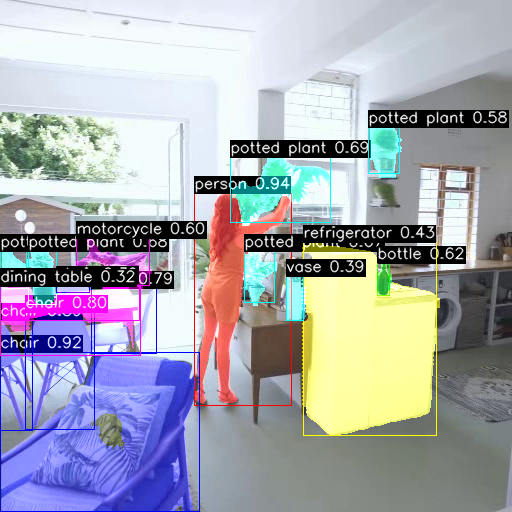 potted plant 0.58
potted plant 0.69
person 0.94
motorcycle 0.60
refrigerator 0.43
potted plant 0.68
potted plant 0.67
bottle 0.62
vase 0.39
dining table 0.32
0.79
chair 0.80
chair 0.92